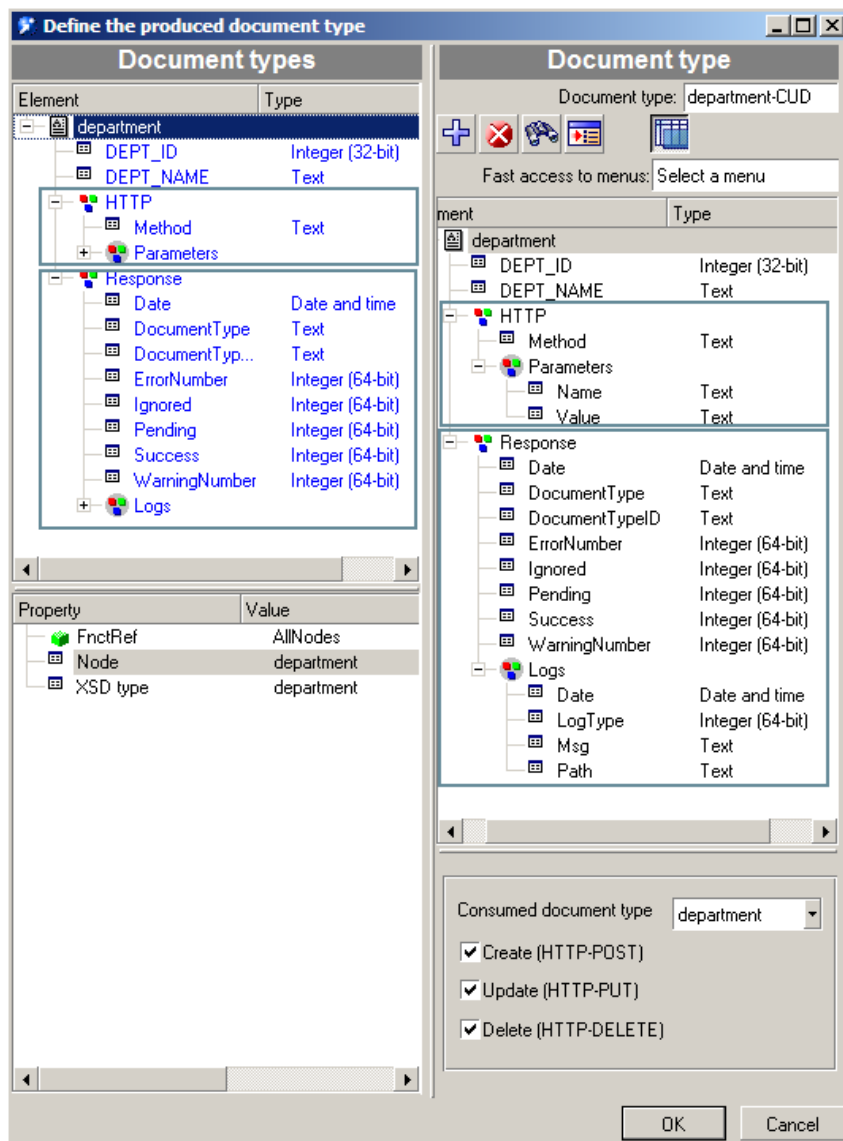 Define the produced document type
Document types
Element Type
department
DEPT_ID Integer (32-bit)
DEPT_NAME Text
HTTP
Method Text
Parameters
Response
Date Date and time
DocumentType Text
DocumentTyp... Text
ErrorNumber Integer (64-bit)
Ignored Integer (64-bit)
Pending Integer (64-bit)
Success Integer (64-bit)
WarningNumber Integer (64-bit)
Logs
Property Value
FnctRef AllNodes
Node department
XSD type department
Document type
Document type: department-CUD
Fast access to menus: Select a menu
ment Type
department
DEPT_ID Integer (32-bit)
DEPT_NAME Text
HTTP
Method Text
Parameters
Name Text
Value Text
Response
Date Date and time
DocumentType Text
DocumentTypeID Text
ErrorNumber Integer (64-bit)
Ignored Integer (64-bit)
Pending Integer (64-bit)
Success Integer (64-bit)
WarningNumber Integer (64-bit)
Logs
Date Date and time
LogType Integer (64-bit)
Msg Text
Path Text
Consumed document type department
Create (HTTP-POST)
Update (HTTP-PUT)
Delete (HTTP-DELETE)
OK Cancel